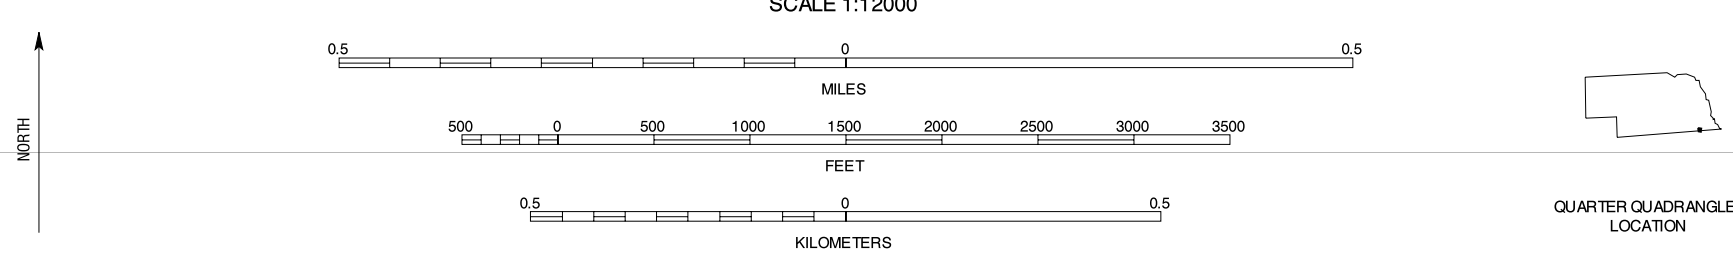 SCALE 1:12000
0.5 0 0.5
MILES
500 0 500 1000 1500 2000 2500 3000 3500
FEET
0.5 0 0.5
KILOMETERS
NORTH
QUARTER QUADRANGLE
LOCATION